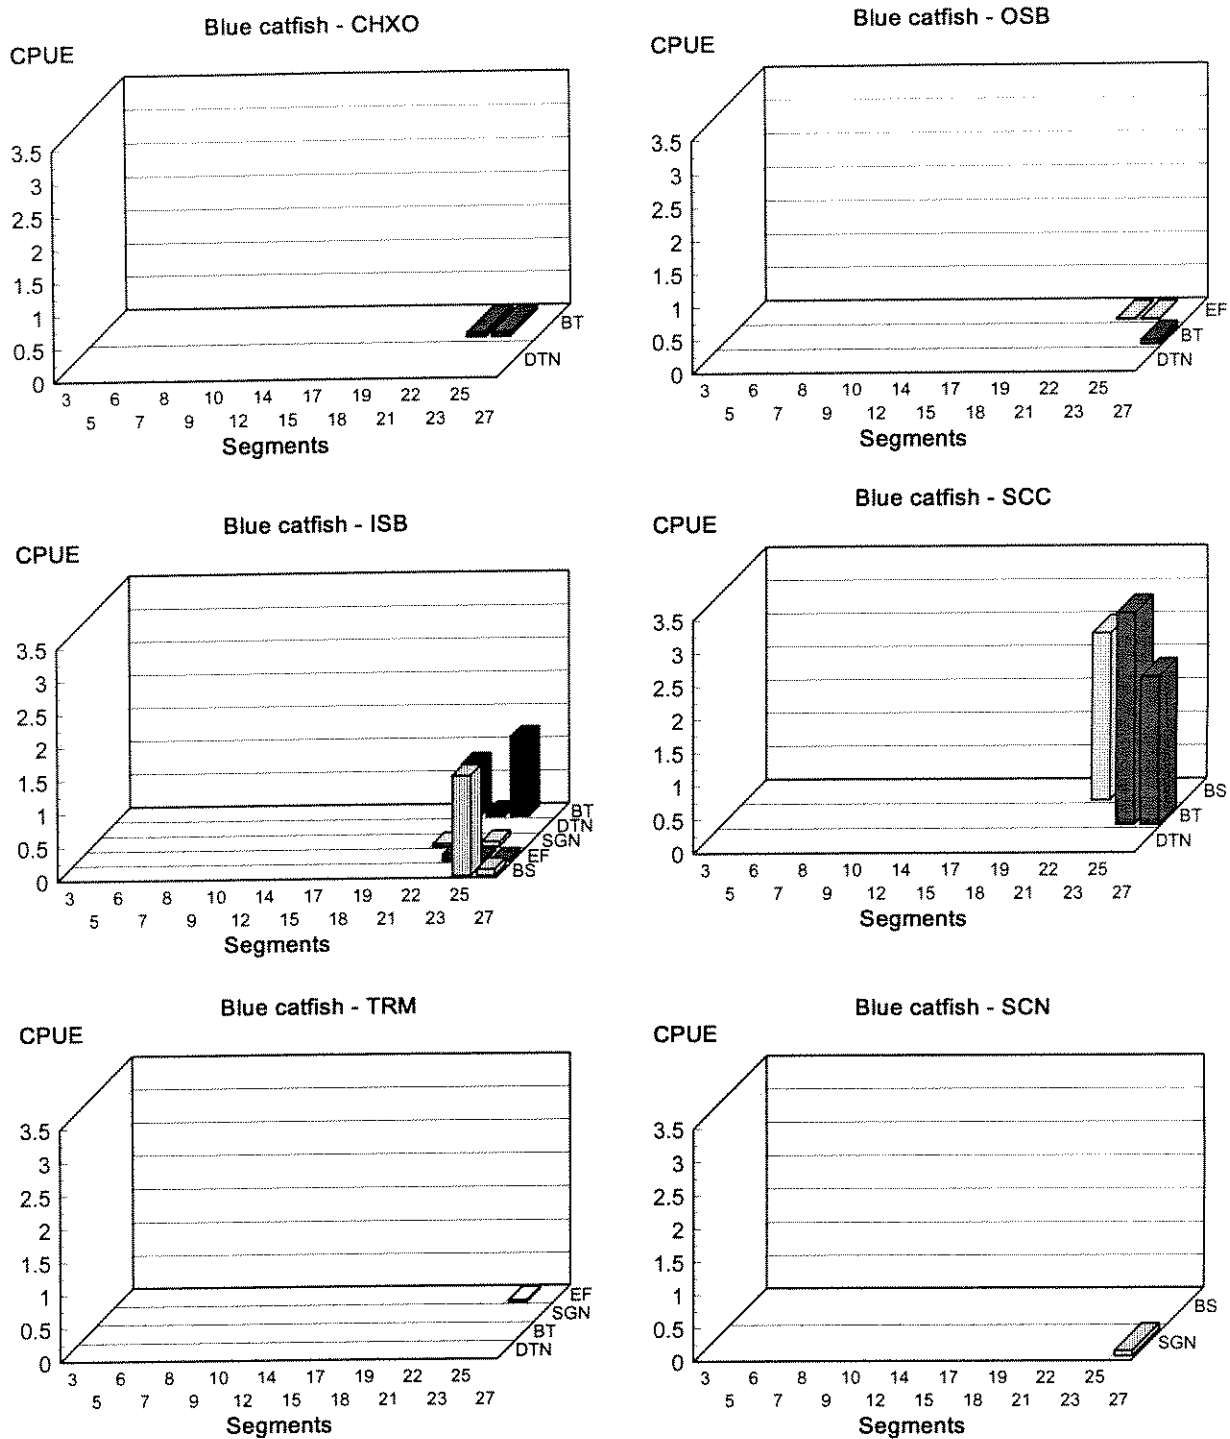 Blue catfish - CHXO
CPUE
3.5
3
2.5
2
1.5
1
0.5
0
BT
DTN
3 6 8 10 14 17 19 22 25
5 7 9 12 15 18 21 23 27
Segments
Blue catfish - OSB
CPUE
3.5
3
2.5
2
1.5
1
0.5
0
EF
BT
DTN
3 6 8 10 14 17 19 22 25
5 7 9 12 15 18 21 23 27
Segments
Blue catfish - ISB
CPUE
3.5
3
2.5
2
1.5
1
0.5
0
BT
DTN
SGN
EF
BS
3 6 8 10 14 17 19 22 25
5 7 9 12 15 18 21 23 27
Segments
Blue catfish - SCC
CPUE
3.5
3
2.5
2
1.5
1
0.5
0
BS
BT
DTN
3 6 8 10 14 17 19 22 25
5 7 9 12 15 18 21 23 27
Segments
Blue catfish - TRM
CPUE
3.5
3
2.5
2
1.5
1
0.5
0
EF
SGN
BT
DTN
3 6 8 10 14 17 19 22 25
5 7 9 12 15 18 21 23 27
Segments
Blue catfish - SCN
CPUE
3.5
3
2.5
2
1.5
1
0.5
0
BS
SGN
3 6 8 10 14 17 19 22 25
5 7 9 12 15 18 21 23 27
Segments